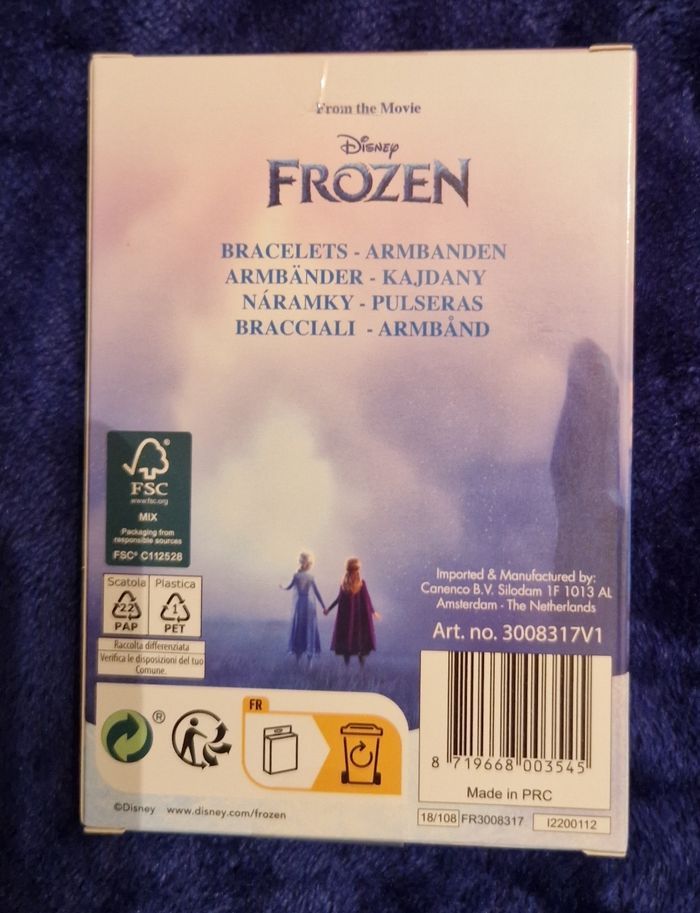 From the Movie
Disney
FROZEN
BRACELETS - ARMBANDEN
ARMBÄNDER - KAJDANY
NÁRAMKY - PULSERAS
BRACCIALI - ARMBÅND
FSC
www.fsc.org
MIX
Packaging from
responsible sources
FSC® C112528
Scatola Plastica
22 1
PAP PET
Raccolta differenziata
Verifica le disposizioni del tuo
Comune.
Imported & Manufactured by:
Canenco B.V. Silodam 1F 1013 AL
Amsterdam - The Netherlands
Art. no. 3008317V1
®
FR
8 719668 003545
Made in PRC
18/108 FR3008317 I2200112
©Disney www.disney.com/frozen